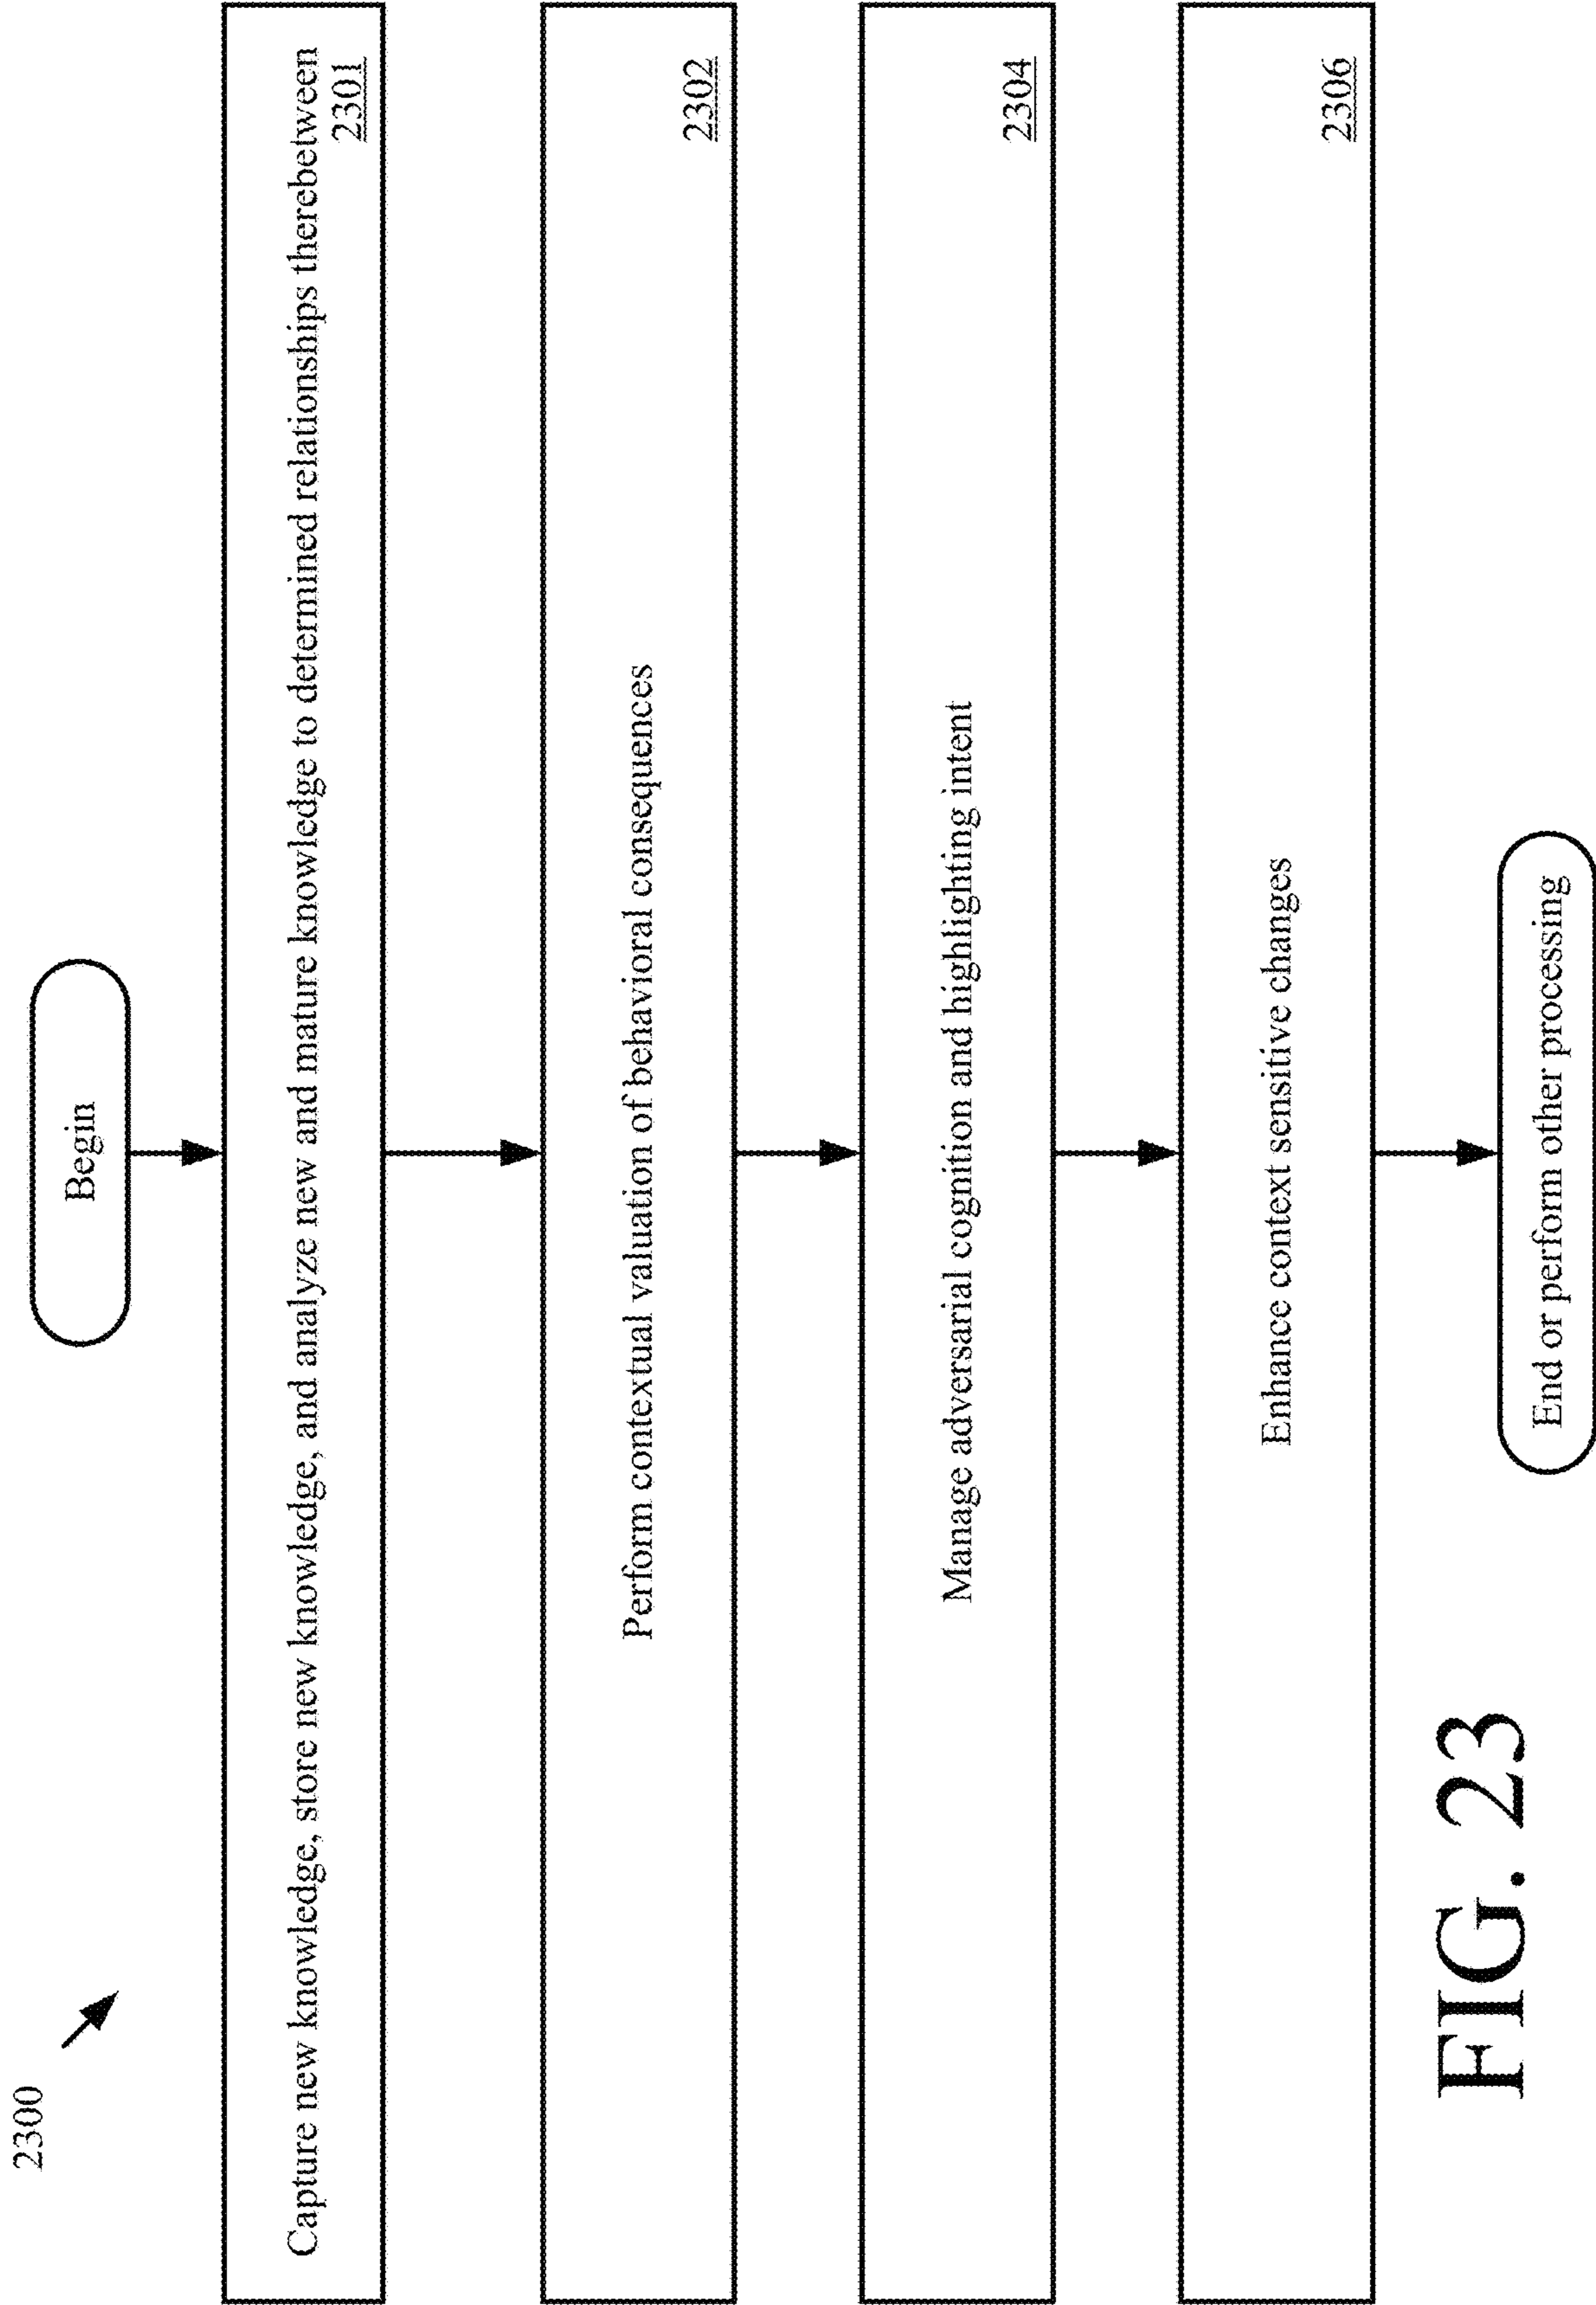 2300
Begin
Capture new knowledge, store new knowledge, and analyze new and mature knowledge to determined relationships therebetween
2301
Perform contextual valuation of behavioral consequences
2302
Manage adversarial cognition and highlighting intent
2304
Enhance context sensitive changes
2306
End or perform other processing
FIG. 23